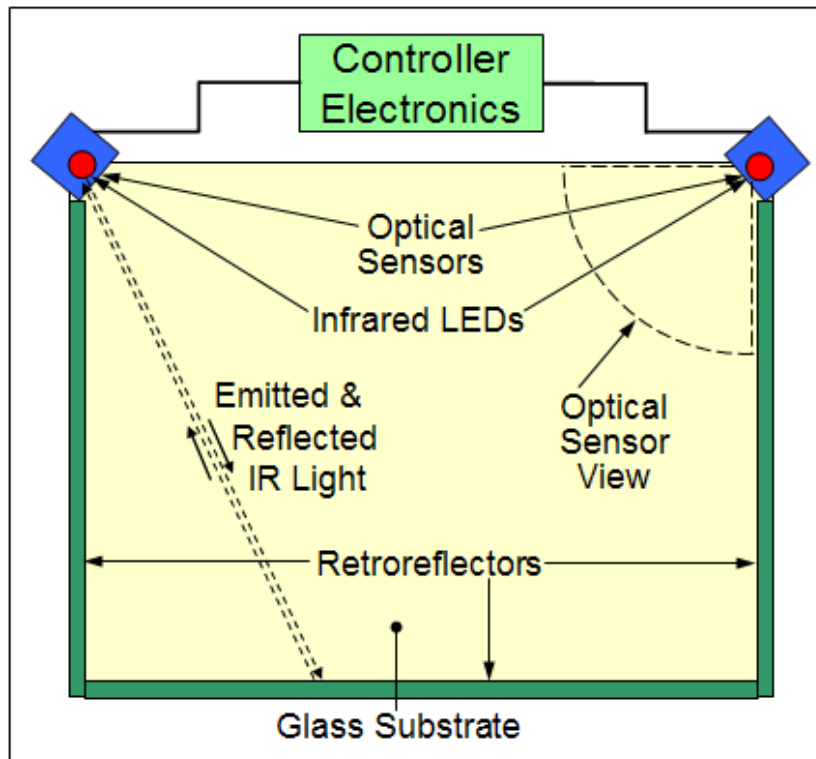 Controller
Electronics
Optical
Sensors
Infrared LEDs
Emitted &
Reflected
IR Light
Optical
Sensor
View
Retroreflectors
Glass Substrate